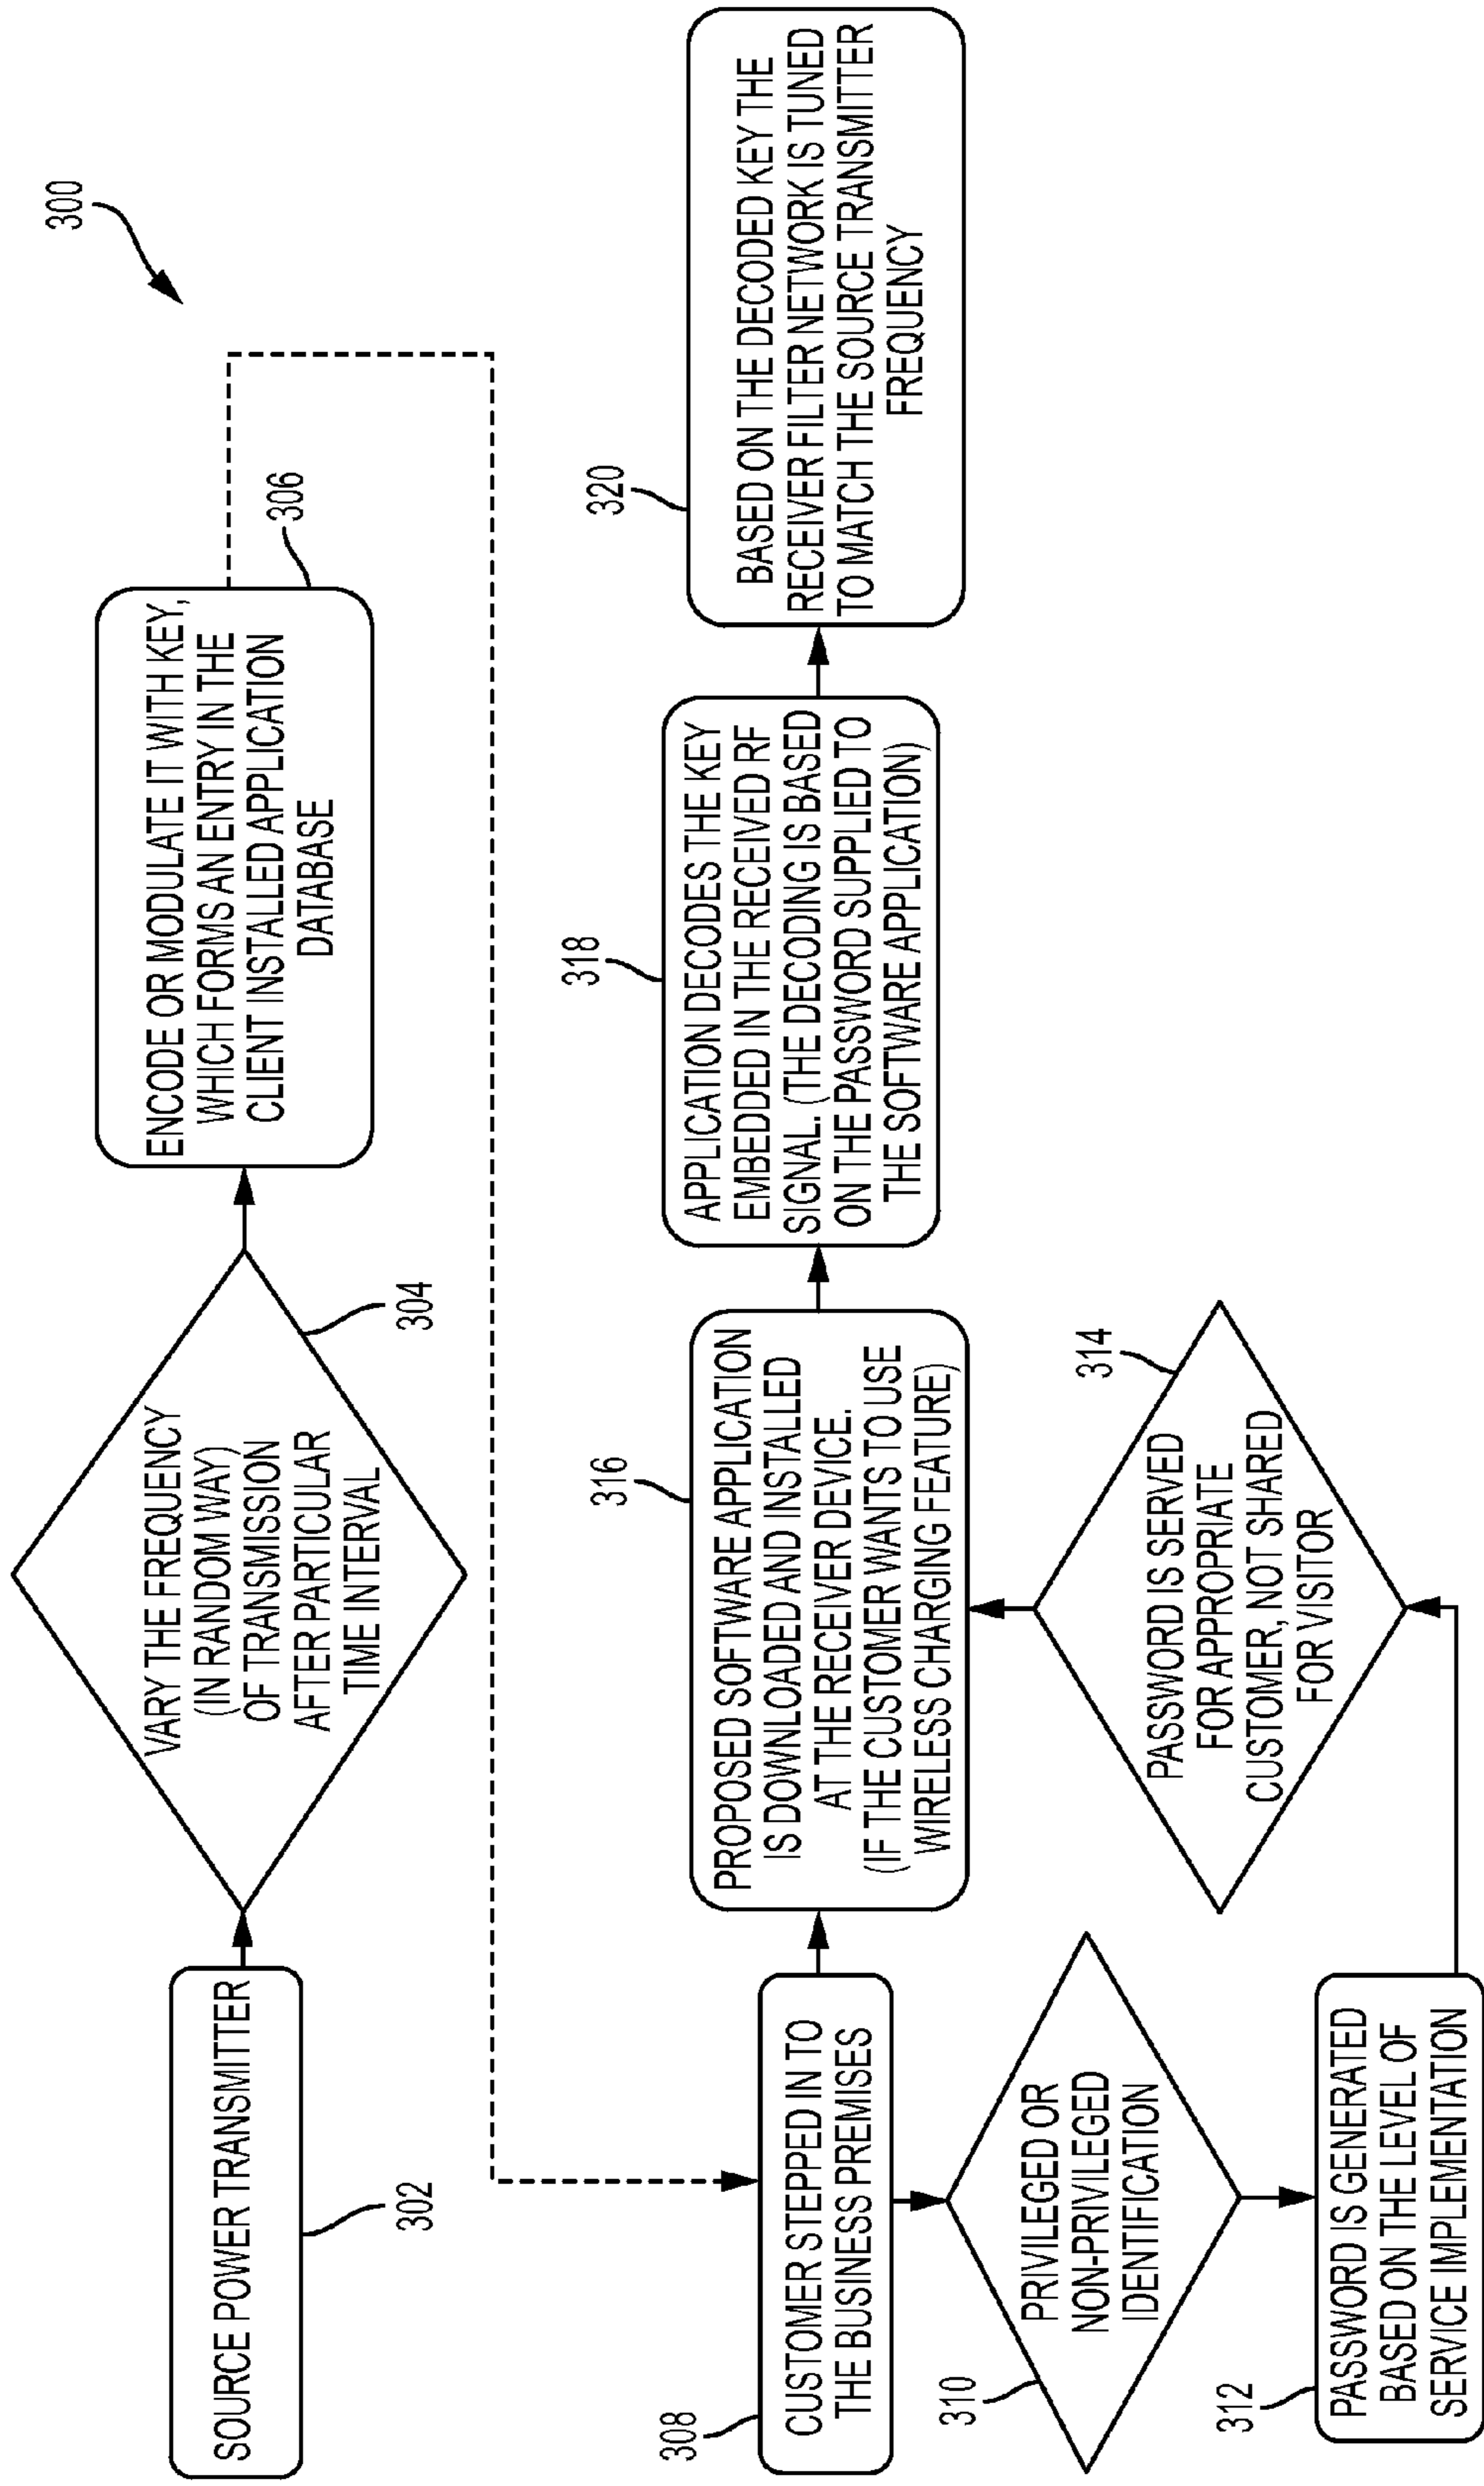 300
SOURCE POWER TRANSMITTER
302
VARY THE FREQUENCY
(IN RANDOM WAY)
OF TRANSMISSION
AFTER PARTICULAR
TIME INTERVAL
304
ENCODE OR MODULATE IT WITH KEY,
WHICH FORMS AN ENTRY IN THE
CLIENT INSTALLED APPLICATION
DATABASE
306
308
CUSTOMER STEPPED IN TO
THE BUSINESS PREMISES
310
PRIVILEGED OR
NON-PRIVILEGED
IDENTIFICATION
312
PASSWORD IS GENERATED
BASED ON THE LEVEL OF
SERVICE IMPLEMENTATION
314
PASSWORD IS SERVED
FOR APPROPRIATE
CUSTOMER, NOT SHARED
FOR VISITOR
316
PROPOSED SOFTWARE APPLICATION
IS DOWNLOADED AND INSTALLED
AT THE RECEIVER DEVICE.
(IF THE CUSTOMER WANTS TO USE
WIRELESS CHARGING FEATURE)
318
APPLICATION DECODES THE KEY
EMBEDDED IN THE RECEIVED RF
SIGNAL. (THE DECODING IS BASED
ON THE PASSWORD SUPPLIED TO
THE SOFTWARE APPLICATION)
320
BASED ON THE DECODED KEY THE
RECEIVER FILTER NETWORK IS TUNED
TO MATCH THE SOURCE TRANSMITTER
FREQUENCY